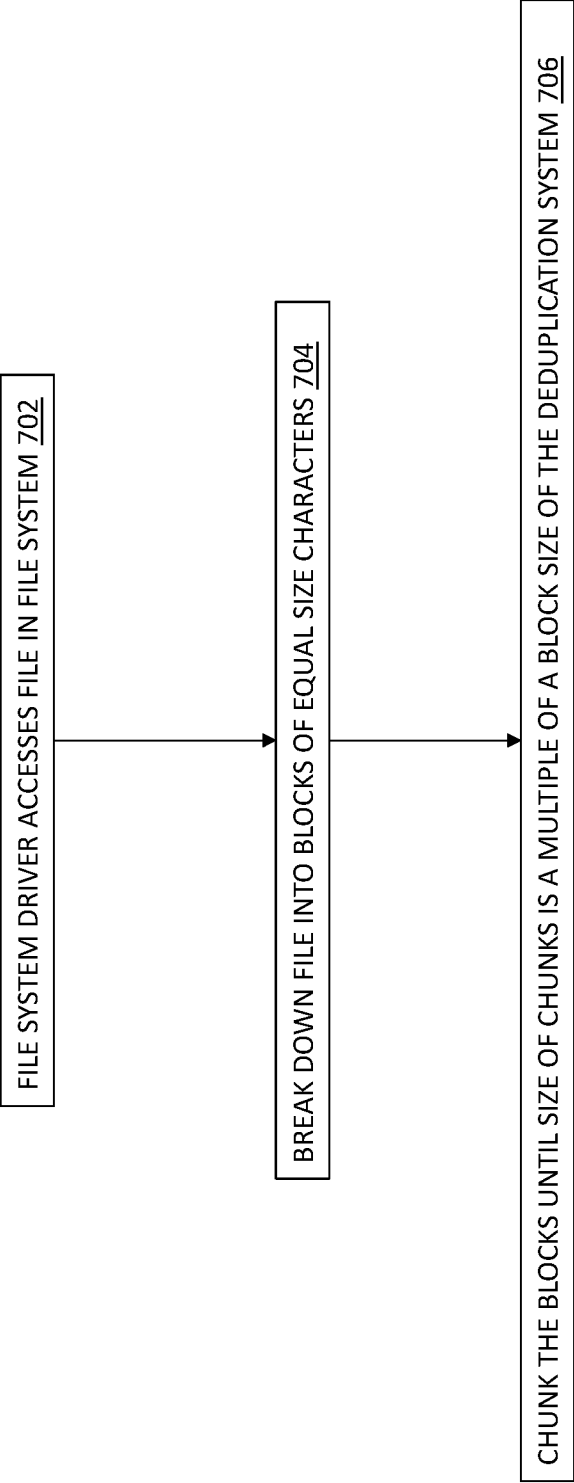 FILE SYSTEM DRIVER ACCESSES FILE IN FILE SYSTEM 702
BREAK DOWN FILE INTO BLOCKS OF EQUAL SIZE CHARACTERS 704
CHUNK THE BLOCKS UNTIL SIZE OF CHUNKS IS A MULTIPLE OF A BLOCK SIZE OF THE DEDUPLICATION SYSTEM 706